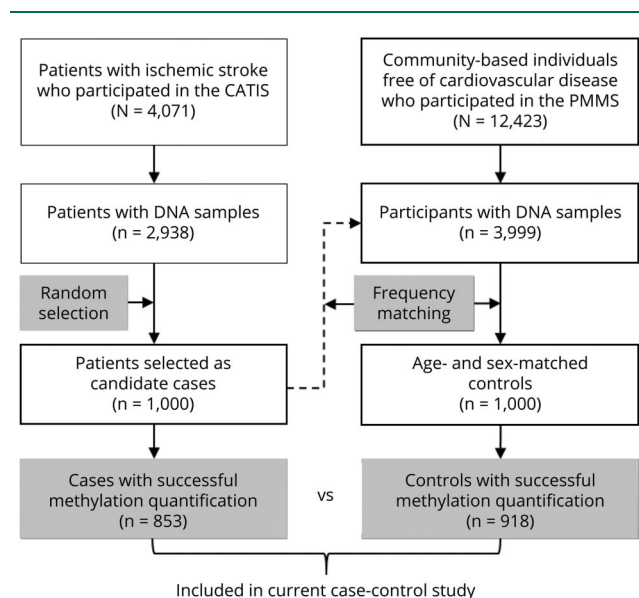 Patients with ischemic stroke
who participated in the CATIS
(N = 4,071)
Community-based individuals
free of cardiovascular disease
who participated in the PMMS
(N = 12,423)
Patients with DNA samples
(n = 2,938)
Participants with DNA samples
(n = 3,999)
Random
selection
Frequency
matching
Patients selected as
candidate cases
(n = 1,000)
Age- and sex-matched
controls
(n = 1,000)
Cases with successful
methylation quantification
(n = 853)
vs
Controls with successful
methylation quantification
(n = 918)
Included in current case-control study